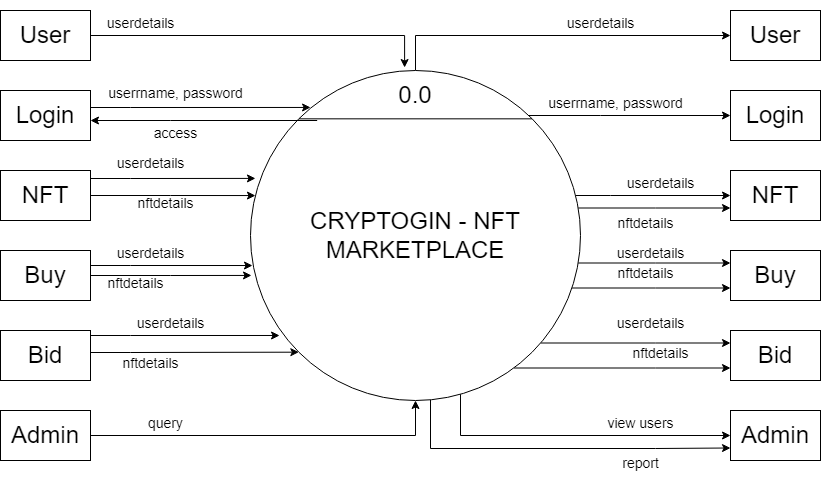 User
userdetails
userdetails
User
0.0
Login
username, password
access
username, password
Login
NFT
userdetails
nftdetails
CRYPTOGIN - NFT
MARKETPLACE
userdetails
nftdetails
NFT
Buy
userdetails
nftdetails
userdetails
nftdetails
Buy
Bid
userdetails
nftdetails
userdetails
nftdetails
Bid
Admin
query
view users
report
Admin